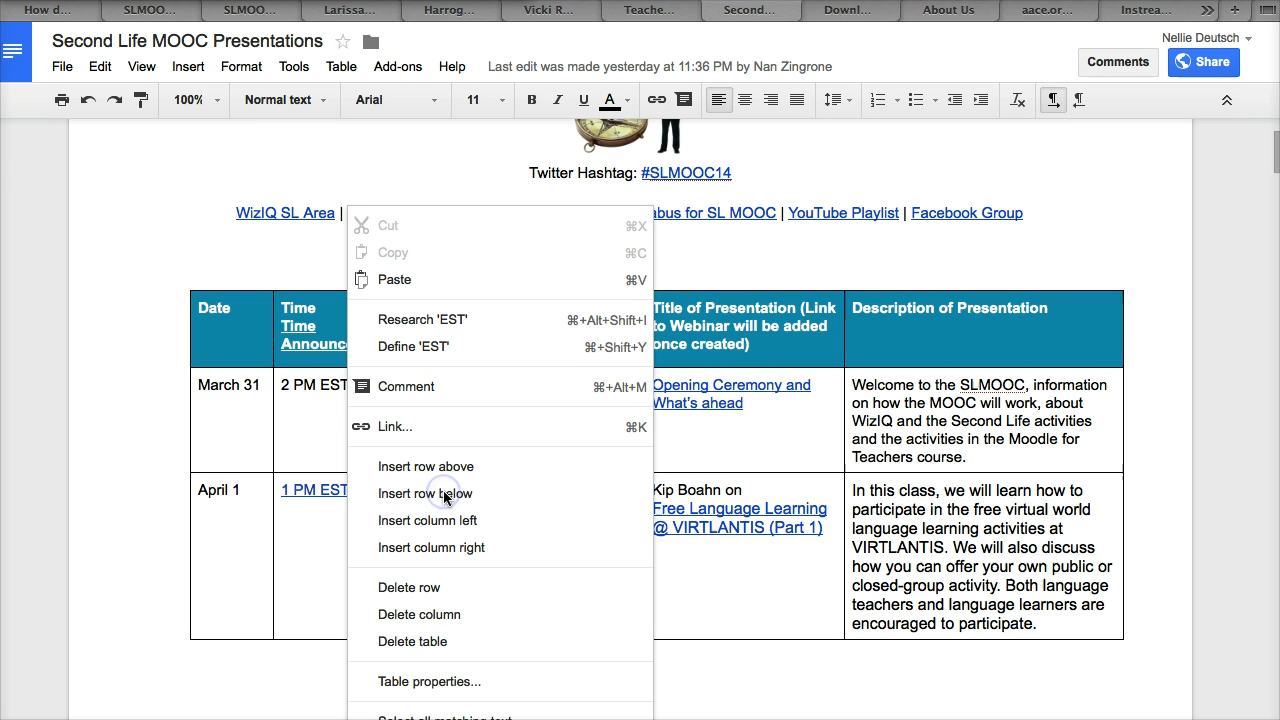 How d...
SLMOO...
SLMOO...
Larissa...
Harrog...
Vicki R...
Teache...
Second...
Downl...
About Us
aace.or...
Instrea...
Second Life MOOC Presentations
Nellie Deutsch
File Edit View Insert Format Tools Table Add-ons Help
Last edit was made yesterday at 11:36 PM by Nan Zingrone
Comments
Share
100%
Normal text
Arial
11
B I U A
Twitter Hashtag: #SLMOOC14
WizIQ SL Area |
abus for SL MOOC | YouTube Playlist | Facebook Group
Cut ⌘X
Copy ⌘C
Paste ⌘V
Research 'EST' ⌘+Alt+Shift+I
Define 'EST' ⌘+Shift+Y
Comment ⌘+Alt+M
Link... ⌘K
Insert row above
Insert row below
Insert column left
Insert column right
Delete row
Delete column
Delete table
Table properties...
Select all matching text
Date
Time
Time
Announc
Title of Presentation (Link
to Webinar will be added
once created)
Description of Presentation
March 31
2 PM EST
Opening Ceremony and
What's ahead
Welcome to the SLMOOC, information
on how the MOOC will work, about
WizIQ and the Second Life activities
and the activities in the Moodle for
Teachers course.
April 1
1 PM EST
Kip Boahn on
Free Language Learning
@ VIRTLANTIS (Part 1)
In this class, we will learn how to
participate in the free virtual world
language learning activities at
VIRTLANTIS. We will also discuss
how you can offer your own public or
closed-group activity. Both language
teachers and language learners are
encouraged to participate.